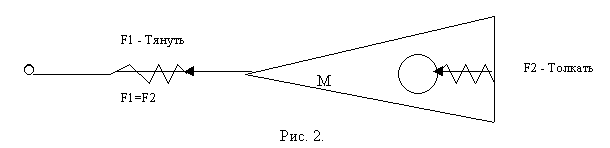 F1 - Тянуть
F2 - Толкать
М
F1=F2
Рис. 2.